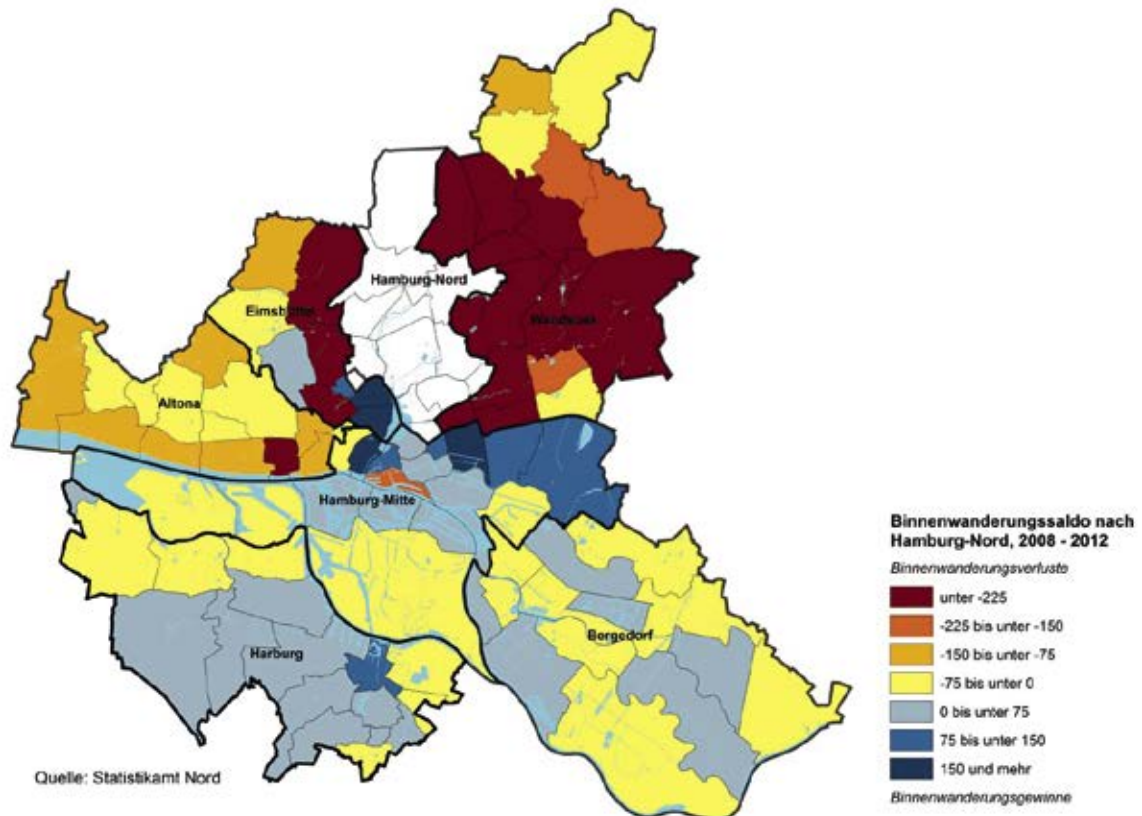 Hamburg-Nord
Eimsbüttel
Wandsbek
Altona
Hamburg-Mitte
Bergedorf
Harburg
Quelle: Statistikamt Nord
Binnenwanderungssaldo nach
Hamburg-Nord, 2008 - 2012
Binnenwanderungsverluste
unter -225
-225 bis unter -150
-150 bis unter -75
-75 bis unter 0
0 bis unter 75
75 bis unter 150
150 und mehr
Binnenwanderungsgewinne